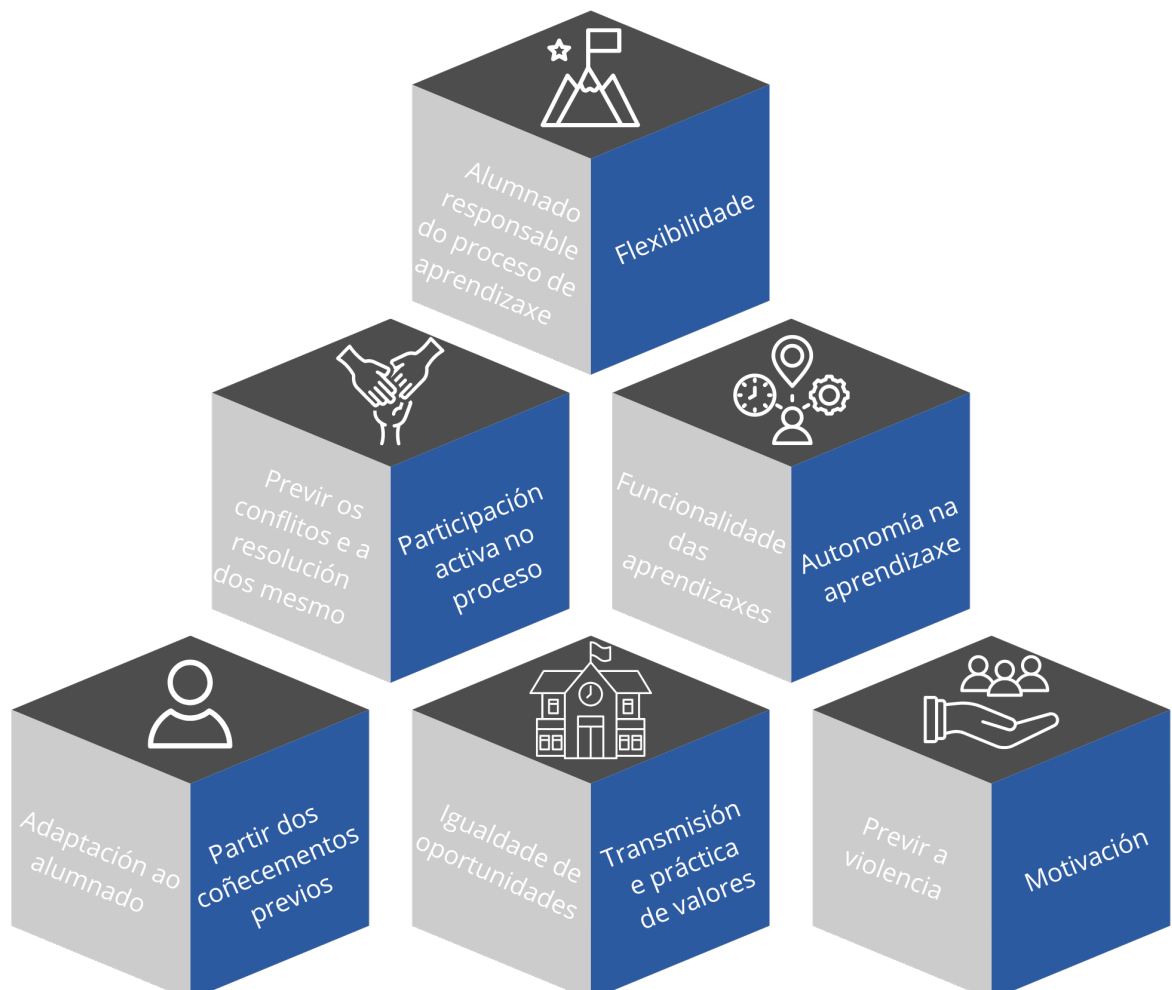 Alumnado
responsable
do proceso de
aprendizaxe
Flexibilidade
Previr os
conflitos e a
resolución
dos mesmo
Participación
activa no
proceso
Funcionalidade
das
aprendizaxes
Autonomía na
aprendizaxe
Adaptación ao
alumnado
Partir dos
coñecementos
previos
Igualdade de
oportunidades
Transmisión
e práctica
de valores
Previr a
violencia
Motivación